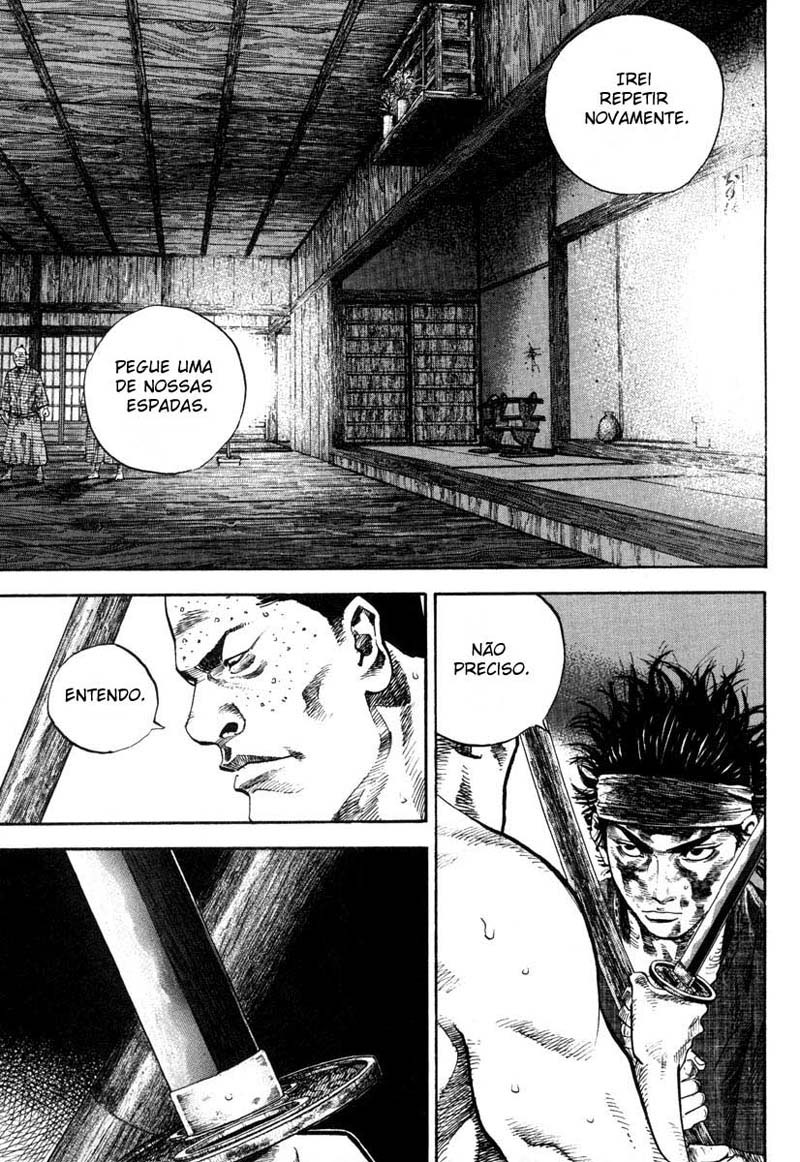 IREI
REPETIR
NOVAMENTE.
PEGUE UMA
DE NOSSAS
ESPADAS.
NÃO
PRECISO.
ENTENDO.